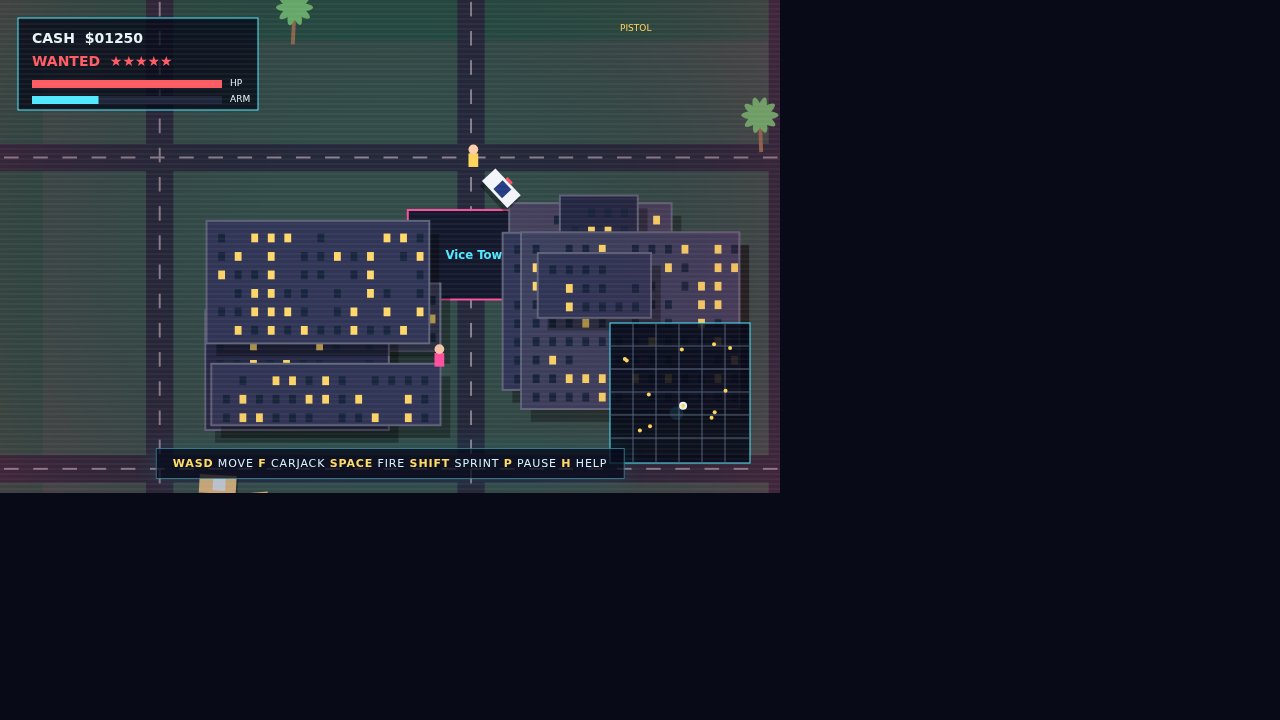 CASH $01250
WANTED ★★★★★
HP
ARM
PISTOL
Vice Tow
WASD MOVE F CARJACK SPACE FIRE SHIFT SPRINT P PAUSE H HELP